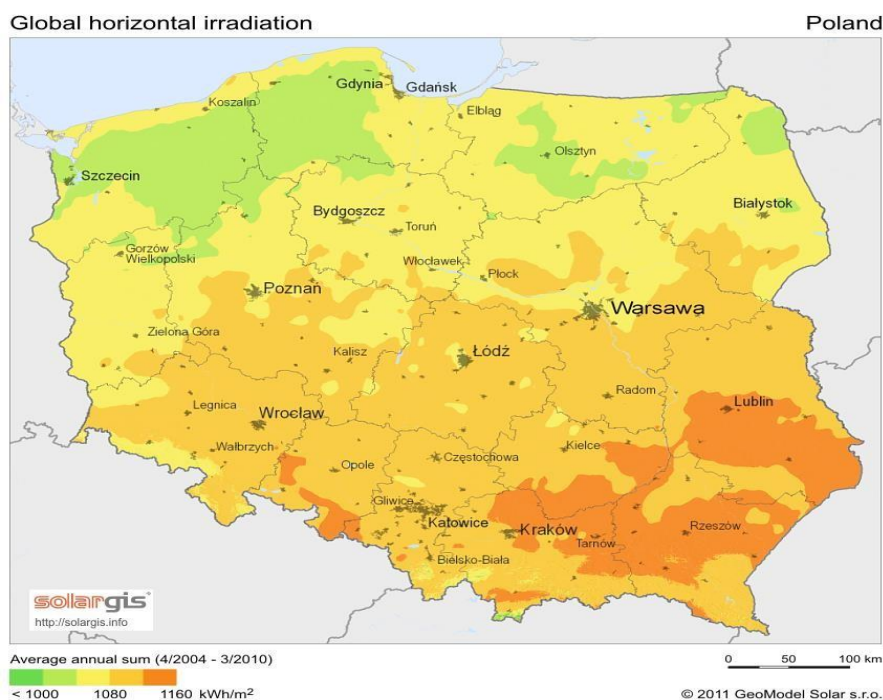 Global horizontal irradiation Poland
Gdynia
Gdańsk
Koszalin
Elbląg
Olsztyn
Szczecin
Białystok
Bydgoszcz
Toruń
Gorzów
Wielkopolski
Włocławek
Płock
Poznań
Warsawa
Zielona Góra
Kalisz
Łódź
Radom
Legnica
Wrocław
Lublin
Wałbrzych
Kielce
Częstochowa
Opole
Gliwice
Katowice
Kraków
Rzeszów
Tarnów
Bielsko-Biała
solargis
http://solargis.info
Average annual sum (4/2004 - 3/2010)
0 50 100 km
< 1000 1080 1160 kWh/m²
© 2011 GeoModel Solar s.r.o.